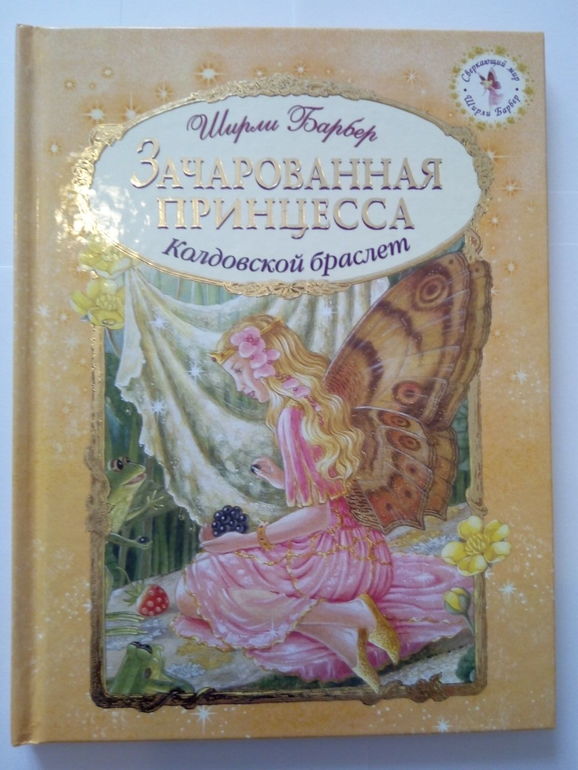 Сверкающий мир
• Ширли Барбер •
Ширли Барбер
ЗАЧАРОВАННАЯ
ПРИНЦЕССА
Колдовской браслет